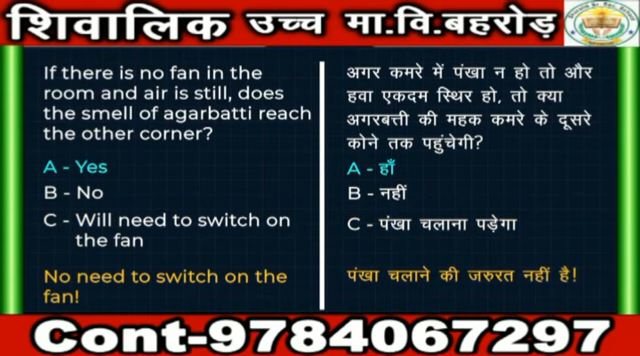 शिवालिक उच्च मा.वि.बहरोड़
If there is no fan in the
room and air is still, does
the smell of agarbatti reach
the other corner?
A - Yes
B - No
C - Will need to switch on
the fan
No need to switch on the
fan!
अगर कमरे में पंखा न हो तो और
हवा एकदम स्थिर हो, तो क्या
अगरबत्ती की महक कमरे के दूसरे
कोने तक पहुंचेगी?
A - हाँ
B - नहीं
C - पंखा चलाना पड़ेगा
पंखा चलाने की जरुरत नहीं है!
Cont-9784067297